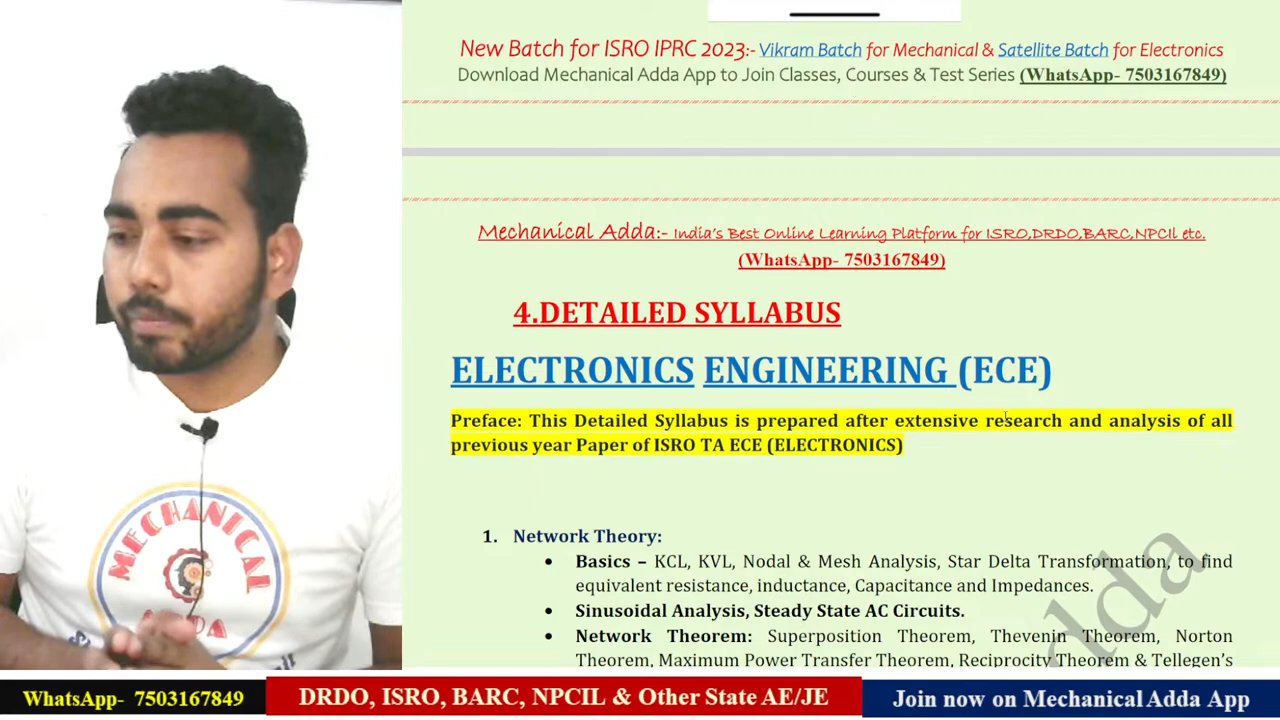 New Batch for ISRO IPRC 2023:- Vikram Batch for Mechanical & Satellite Batch for Electronics
Download Mechanical Adda App to Join Classes, Courses & Test Series (WhatsApp- 7503167849)
Mechanical Adda:- India's Best Online Learning Platform for ISRO,DRDO,BARC,NPCIl etc.
(WhatsApp- 7503167849)
4.DETAILED SYLLABUS
ELECTRONICS ENGINEERING (ECE)
Preface: This Detailed Syllabus is prepared after extensive research and analysis of all
previous year Paper of ISRO TA ECE (ELECTRONICS)
1. Network Theory:
• Basics – KCL, KVL, Nodal & Mesh Analysis, Star Delta Transformation, to find
equivalent resistance, inductance, Capacitance and Impedances.
• Sinusoidal Analysis, Steady State AC Circuits.
• Network Theorem: Superposition Theorem, Thevenin Theorem, Norton
Theorem, Maximum Power Transfer Theorem, Reciprocity Theorem & Tellegen's
dda
MECHANICAL
ADDA
WhatsApp- 7503167849
DRDO, ISRO, BARC, NPCIL & Other State AE/JE
Join now on Mechanical Adda App